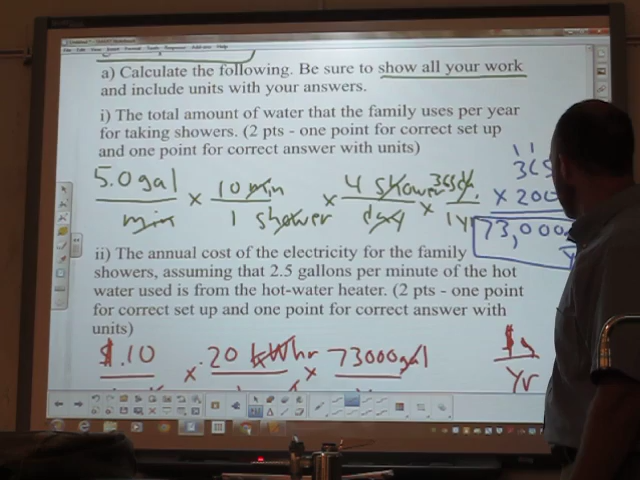 a) Calculate the following. Be sure to show all your work
and include units with your answers.
i) The total amount of water that the family uses per year
for taking showers. (2 pts - one point for correct set up
and one point for correct answer with units)
5.0 gal / min × 10 min / 1 shower × 4 shower / day × 365 d / 1 yr
365
× 200
73,000
ii) The annual cost of the electricity for the family
showers, assuming that 2.5 gallons per minute of the hot
water used is from the hot-water heater. (2 pts - one point
for correct set up and one point for correct answer with
units)
$.10 × .20 kWhr × 73000 gal
$ / yr